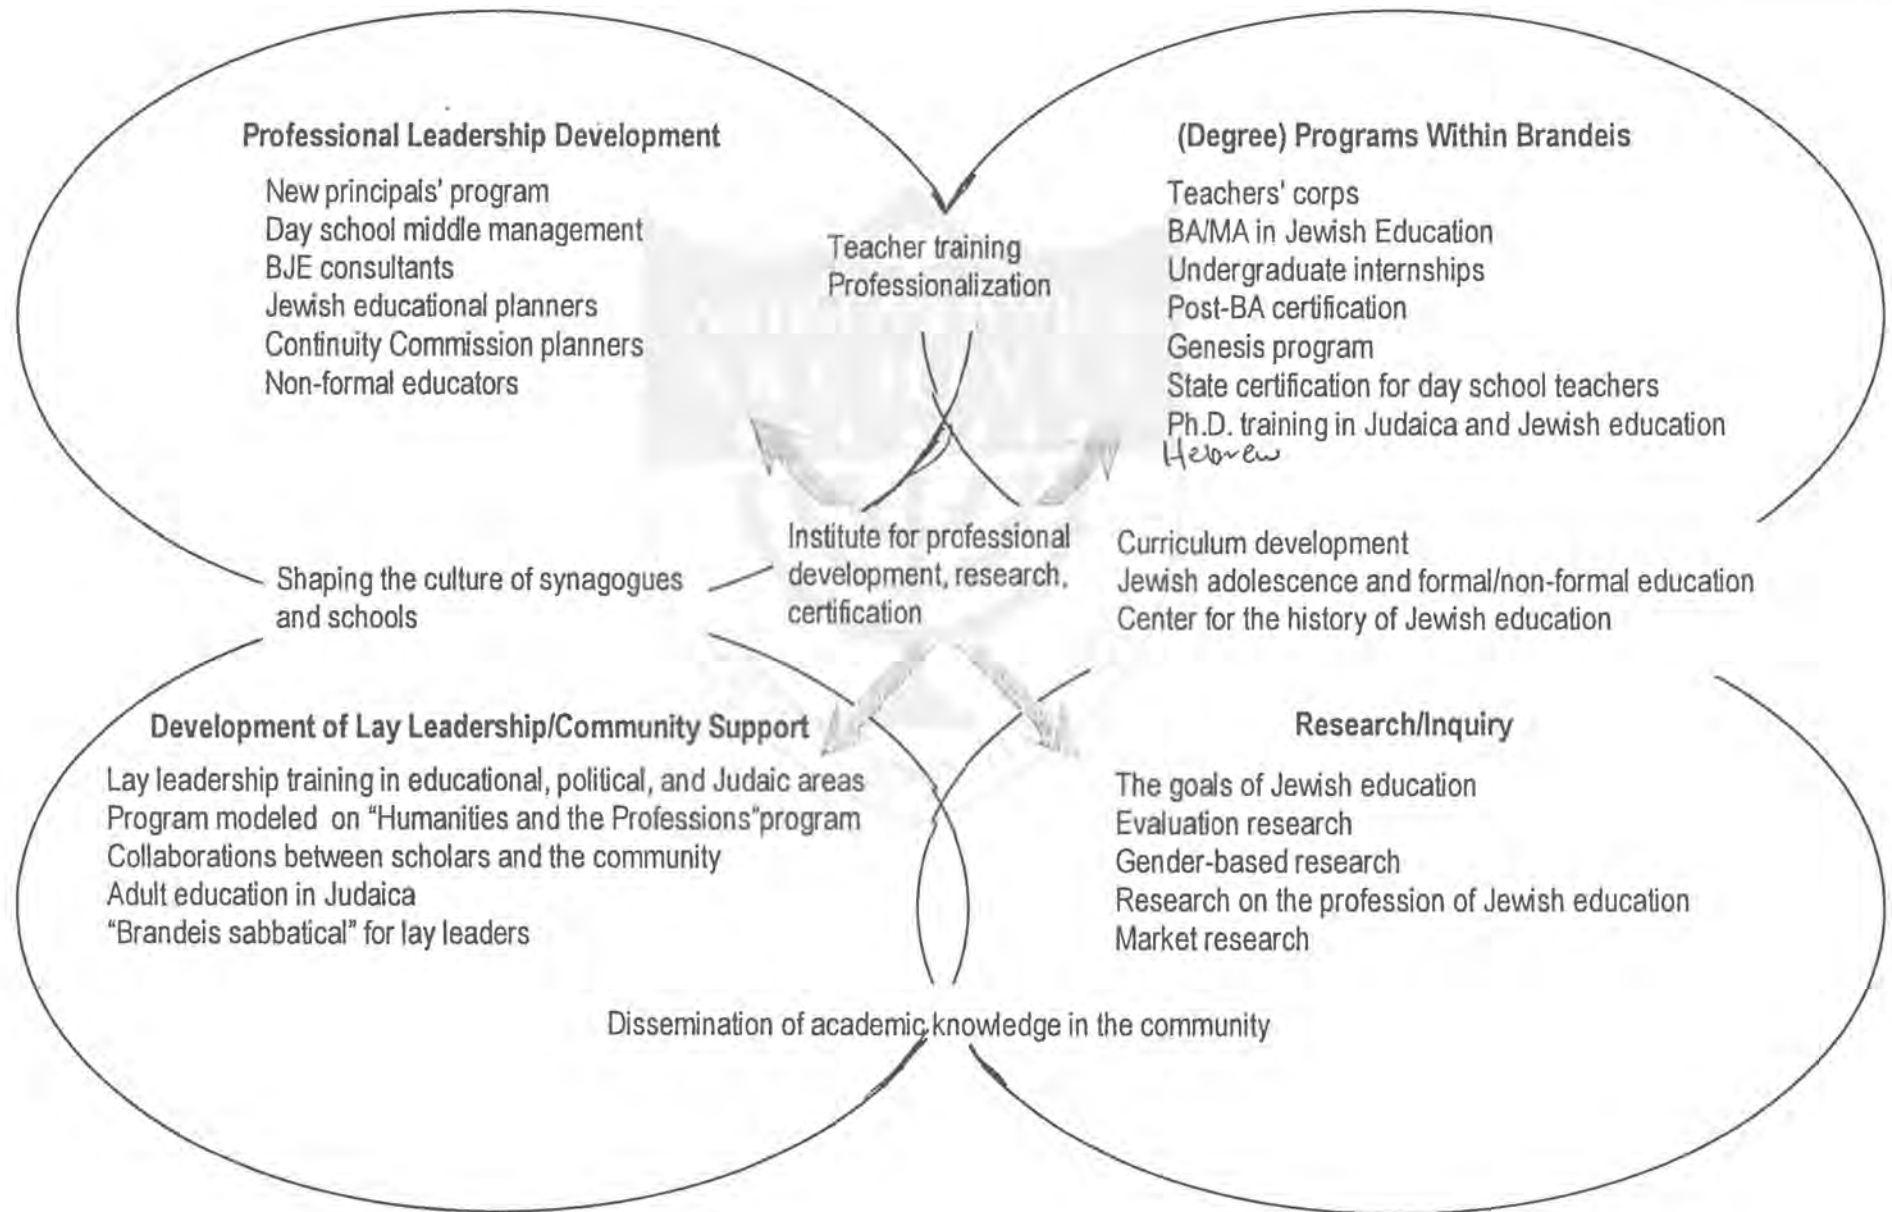 Professional Leadership Development
New principals' program
Day school middle management
BJE consultants
Jewish educational planners
Continuity Commission planners
Non-formal educators
(Degree) Programs Within Brandeis
Teachers' corps
BA/MA in Jewish Education
Undergraduate internships
Post-BA certification
Genesis program
State certification for day school teachers
Ph.D. training in Judaica and Jewish education
Hebrew
Teacher training
Professionalization
Shaping the culture of synagogues
and schools
Institute for professional
development, research,
certification
Curriculum development
Jewish adolescence and formal/non-formal education
Center for the history of Jewish education
Development of Lay Leadership/Community Support
Lay leadership training in educational, political, and Judaic areas
Program modeled on "Humanities and the Professions"program
Collaborations between scholars and the community
Adult education in Judaica
"Brandeis sabbatical" for lay leaders
Research/Inquiry
The goals of Jewish education
Evaluation research
Gender-based research
Research on the profession of Jewish education
Market research
Dissemination of academic knowledge in the community